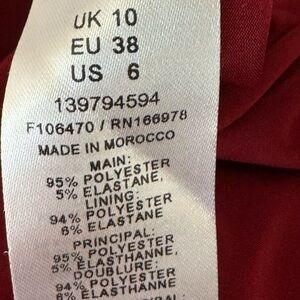 UK 10
EU 38
US 6
139794594
F106470 / RN166978
MADE IN MOROCCO
MAIN:
95% POLYESTER
5% ELASTANE,
LINING:
94% POLYESTER
6% ELASTANE
PRINCIPAL:
95% POLYESTER
5% ELASTHANNE,
DOUBLURE:
94% POLYESTER
6% ELASTHANNE